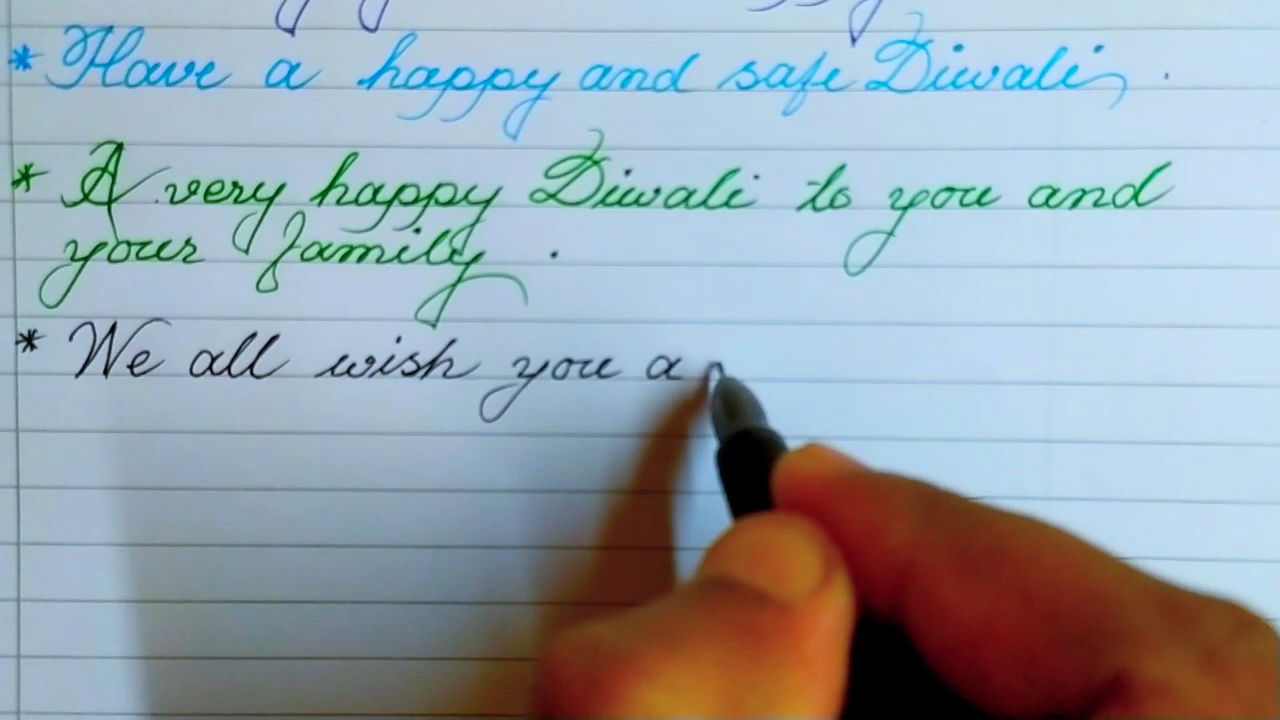 * Have a happy and safe Diwali .
* A very happy Diwali to you and
your family .
* We all wish you a